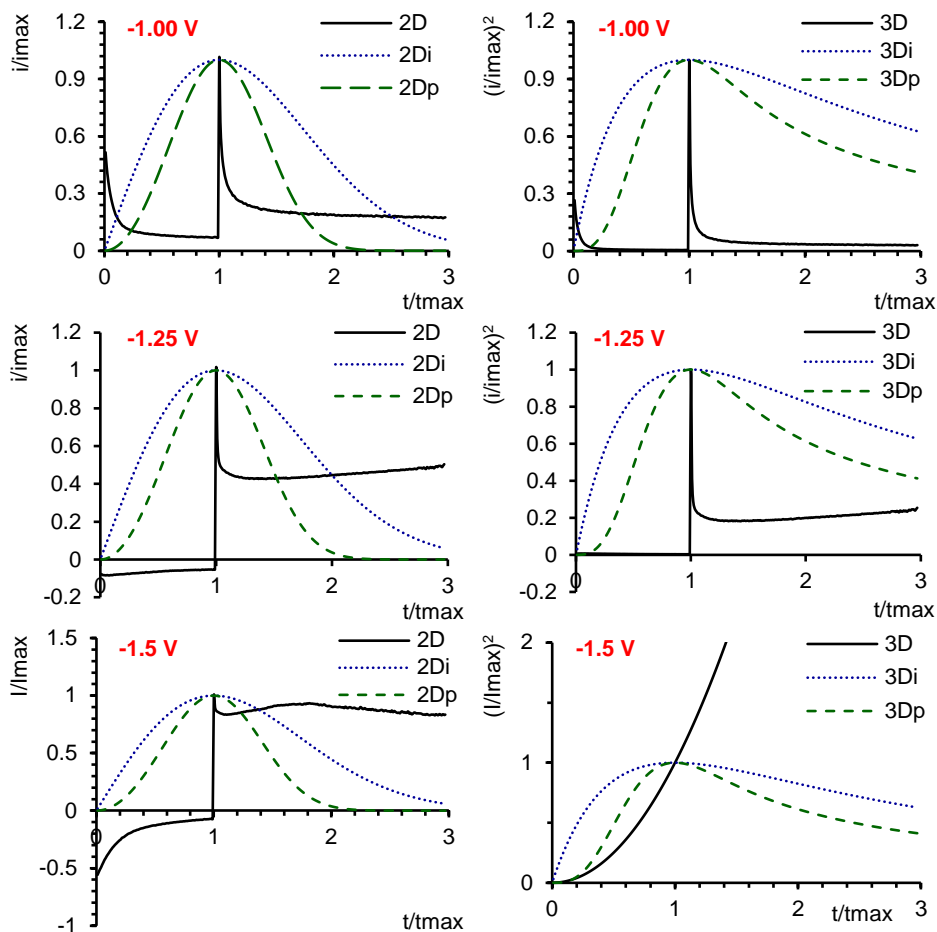 i/imax
-1.00 V
2D
2Di
2Dp
1.2
0.9
0.6
0.3
0
0 1 2 3
t/tmax
(i/imax)²
-1.00 V
3D
3Di
3Dp
1.2
0.9
0.6
0.3
0
0 1 2 3
t/tmax
i/imax
-1.25 V
2D
2Di
2Dp
1.2
1
0.8
0.6
0.4
0.2
0
-0.2
0 1 2 3
t/tmax
(i/imax)²
-1.25 V
3D
3Di
3Dp
1.2
1
0.8
0.6
0.4
0.2
0
-0.2
0 1 2 3
t/tmax
I/Imax
-1.5 V
2D
2Di
2Dp
1.5
1
0.5
0
-0.5
-1
0 1 2 3
t/tmax
(I/Imax)²
-1.5 V
3D
3Di
3Dp
2
1
0
0 1 2 3
t/tmax